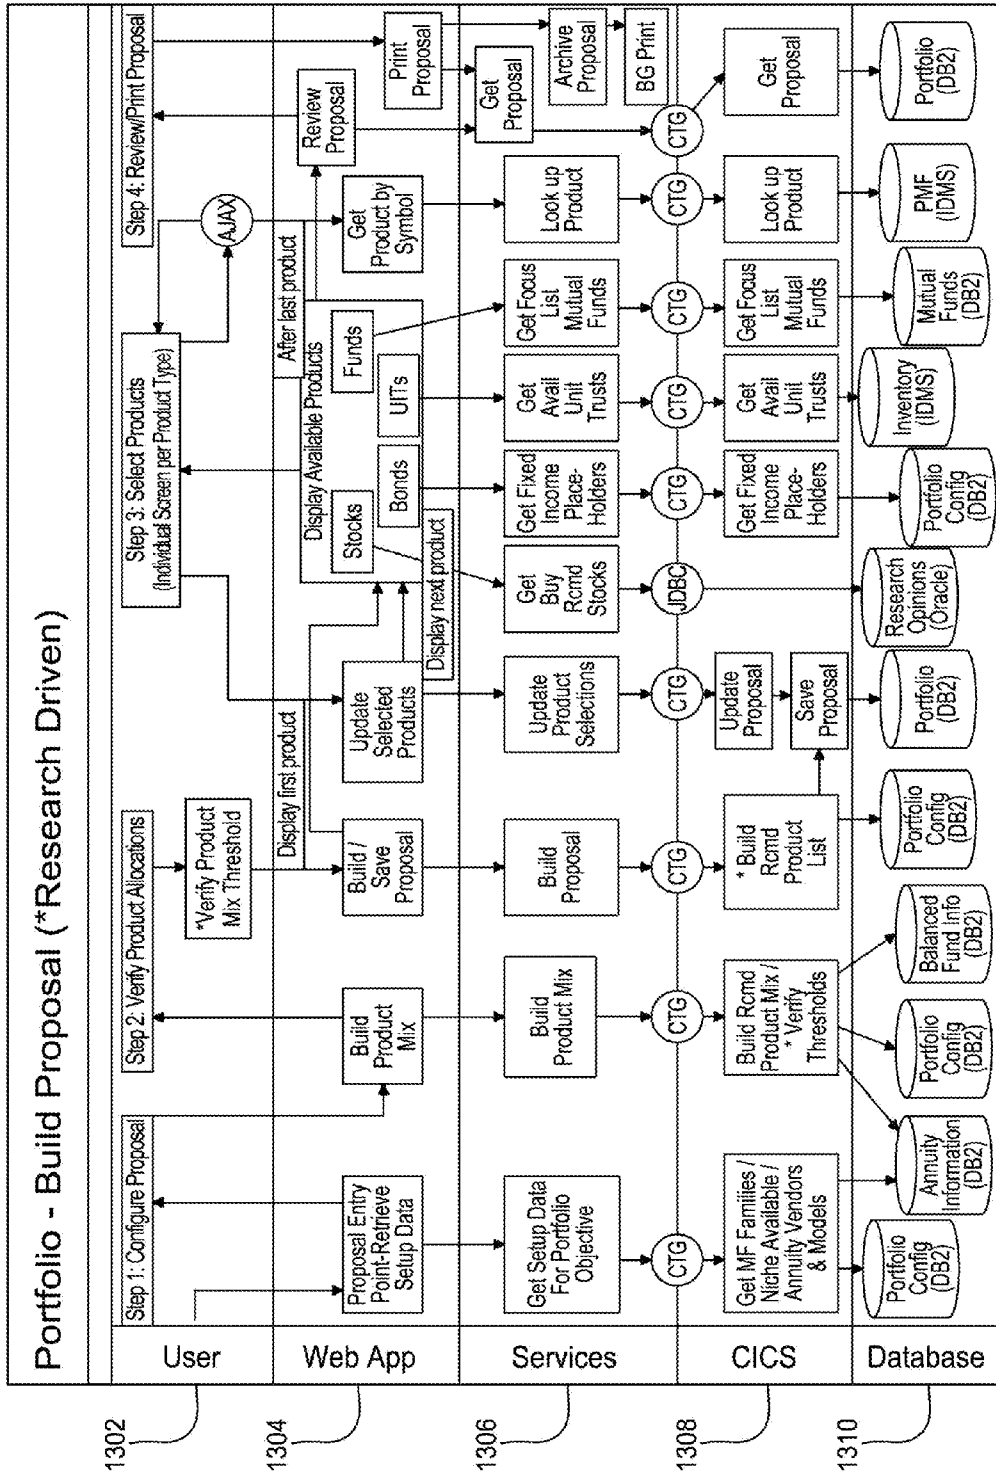 Portfolio - Build Proposal (*Research Driven)
1302
User
Step 1: Configure Proposal
Step 2: Verify Product Allocations
*Verify Product
Mix Threshold
Step 3: Select Products
(Individual Screen per Product Type)
AJAX
Step 4: Review/Print Proposal
1304
Web App
Proposal Entry
Point-Retrieve
Setup Data
Build
Product
Mix
Display first product
Build /
Save
Proposal
Update
Selected
Products
Display next product
Display Available Products
Stocks
Bonds
UITs
Funds
After last product
Get
Product by
Symbol
Review
Proposal
Print
Proposal
1306
Services
Get Setup Data
For Portfolio
Objective
Build
Product Mix
Build
Proposal
Update
Product
Selections
Get
Buy
Rcmd
Stocks
Get Fixed
Income
Place-
Holders
Get
Avail
Unit
Trusts
Get Focus
List
Mutual
Funds
Look up
Product
Get
Proposal
Archive
Proposal
BG Print
CTG
CTG
CTG
CTG
JDBC
CTG
CTG
CTG
CTG
CTG
1308
CICS
Get MF Families /
Niche Available /
Annuity Vendors
& Models
Build Rcmd
Product Mix /
* Verify
Thresholds
* Build
Rcmd
Product
List
Update
Proposal
Save
Proposal
Get Fixed
Income
Place-
Holders
Get
Avail
Unit
Trusts
Get Focus
List
Mutual
Funds
Look up
Product
Get
Proposal
1310
Database
Portfolio
Config
(DB2)
Annuity
Information
(DB2)
Portfolio
Config
(DB2)
Balanced
Fund Info
(DB2)
Portfolio
Config
(DB2)
Portfolio
(DB2)
Research
Opinions
(Oracle)
Portfolio
Config
(DB2)
Inventory
(IDMS)
Mutual
Funds
(DB2)
PMF
(IDMS)
Portfolio
(DB2)